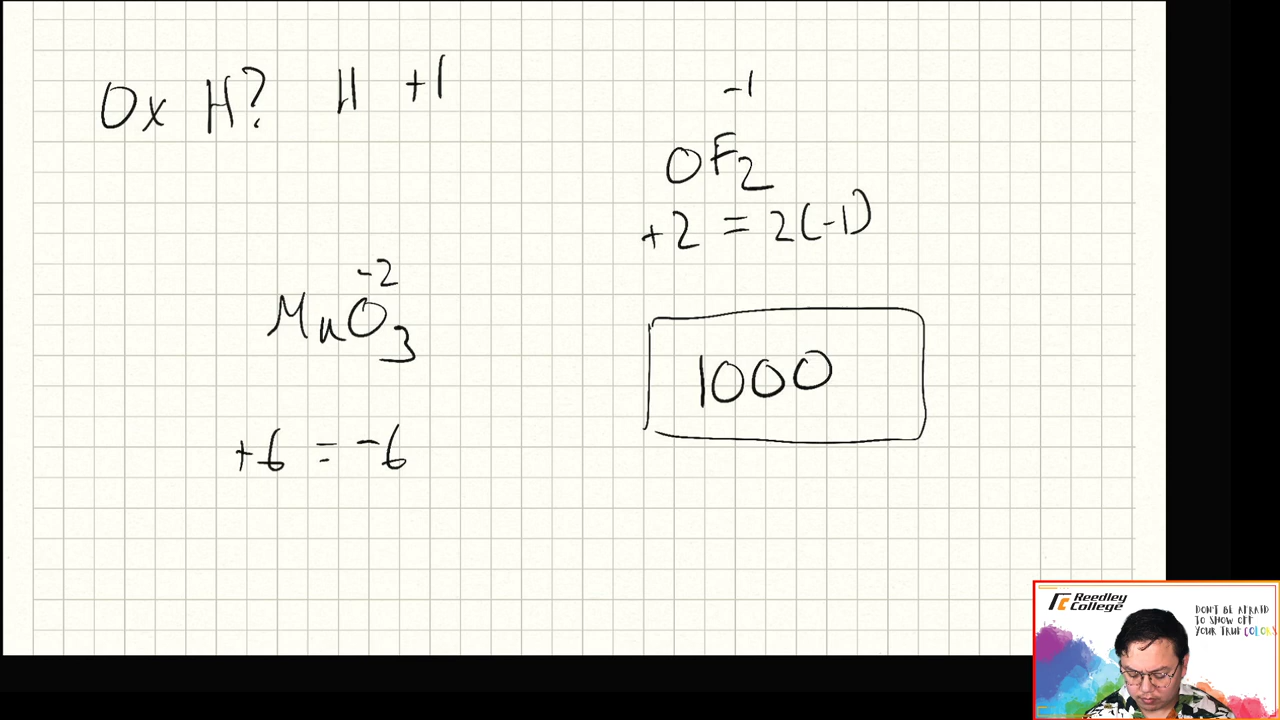 Ox H? H +1
-1
OF2
+2 = 2(-1)
-2
MnO3
1000
+6 = -6
Reedley
College
DON'T BE AFRAID
TO SHOW OFF
YOUR TRUE COLORS